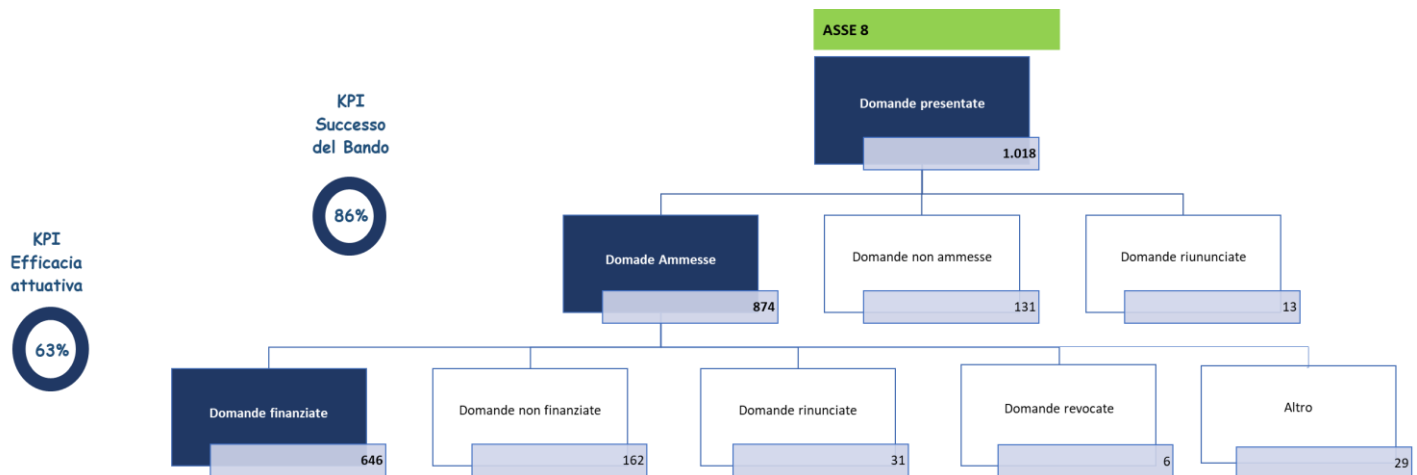 ASSE 8
Domande presentate
1.018
KPI
Successo
del Bando
86%
Domade Ammesse
874
Domande non ammesse
131
Domande riununciate
13
KPI
Efficacia
attuativa
63%
Domande finanziate
646
Domande non finanziate
162
Domande rinunciate
31
Domande revocate
6
Altro
29